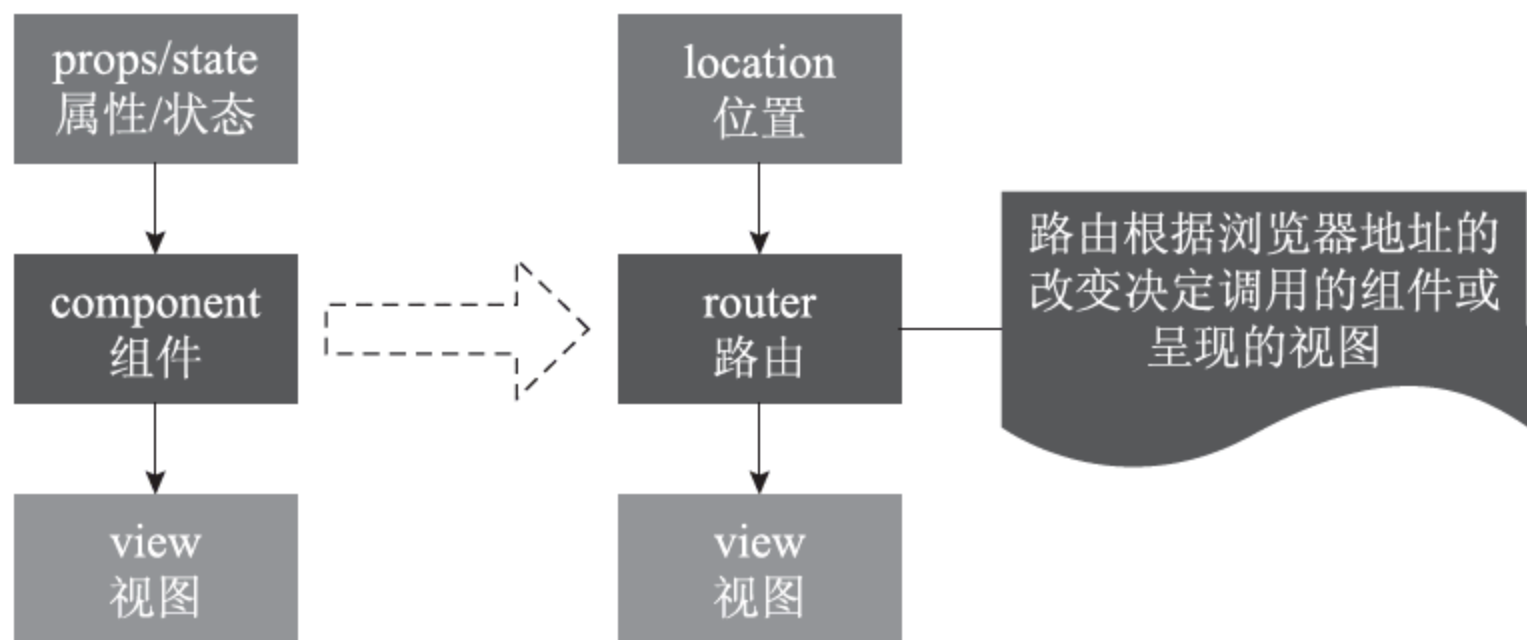 props/state
属性/状态
component
组件
view
视图
location
位置
router
路由
view
视图
路由根据浏览器地址的
改变决定调用的组件或
呈现的视图